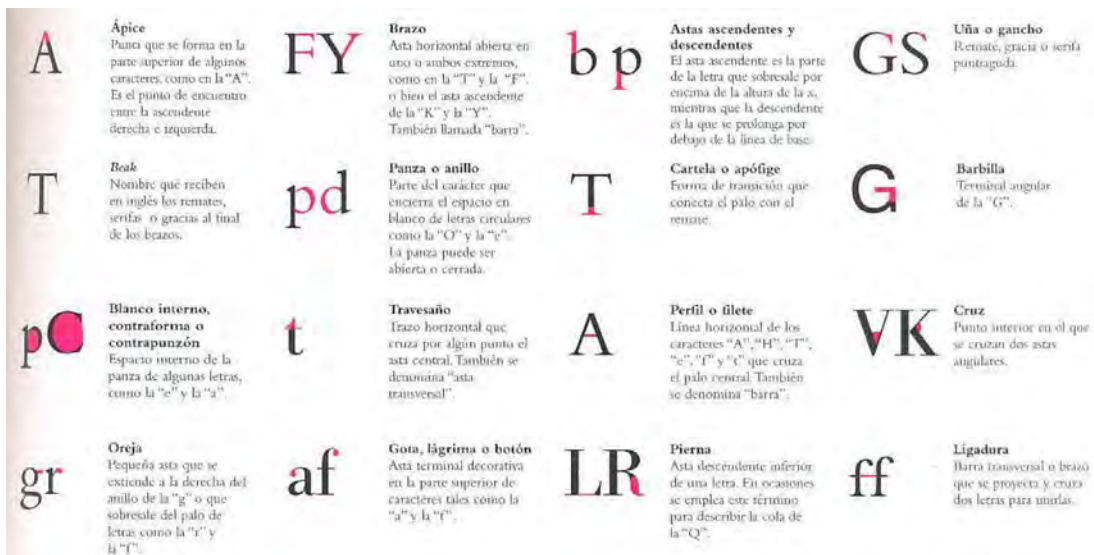 A
Ápice
Punta que se forma en la
parte superior de algunos
caracteres, como en la “A”.
Es el punto de encuentro
entre la ascendente
derecha e izquierda.
FY
Brazo
Asta horizontal abierta en
uno o ambos extremos,
como en la “T” y la “F”.
o bien el asta ascendente
de la “K” y la “Y”.
También llamada “barra”.
b p
Astas ascendentes y
descendentes
El asta ascendente es la parte
de la letra que sobresale por
encima de la altura de la x,
mientras que la descendente
es la que se prolonga por
debajo de la línea de base.
GS
Uña o gancho
Remate, gracia o serifa
puntiaguda.
T
Beak
Nombre que reciben
en inglés los remates,
serifas o gracias al final
de los brazos.
pd
Panza o anillo
Parte del carácter que
encierra el espacio en
blanco de letras circulares
como la “O” y la “e”.
La panza puede ser
abierta o cerrada.
T
Cartela o apófige
Forma de transición que
conecta el palo con el
remate.
G
Barbilla
Terminal angular
de la “G”.
pC
Blanco interno,
contraforma o
contrapunzón
Espacio interno de la
panza de algunas letras,
como la “e” y la “a”
t
Travesaño
Trazo horizontal que
cruza por algún punto el
asta central. También se
denomina “asta
transversal”
A
Perfil o filete
Línea horizontal de los
caracteres “A”, “H”, “T”,
“e”, “f” y “t” que cruza
el palo central. También
se denomina “barra”.
VK
Cruz
Punto interior en el que
se cruzan dos astas
angulares.
gr
Oreja
Pequeña asta que se
extiende a la derecha del
anillo de la “g” o que
sobresale del palo de
letras como la “r” y
la “f”.
af
Gota, lágrima o botón
Asta terminal decorativa
en la parte superior de
caracteres tales como la
“a” y la “f”.
LR
Pierna
Asta descendente inferior
de una letra. En ocasiones
se emplea este término
para describir la cola de
la “Q”.
ff
Ligadura
Barra transversal o brazo
que se proyecta y cruza
dos letras para unirlas.